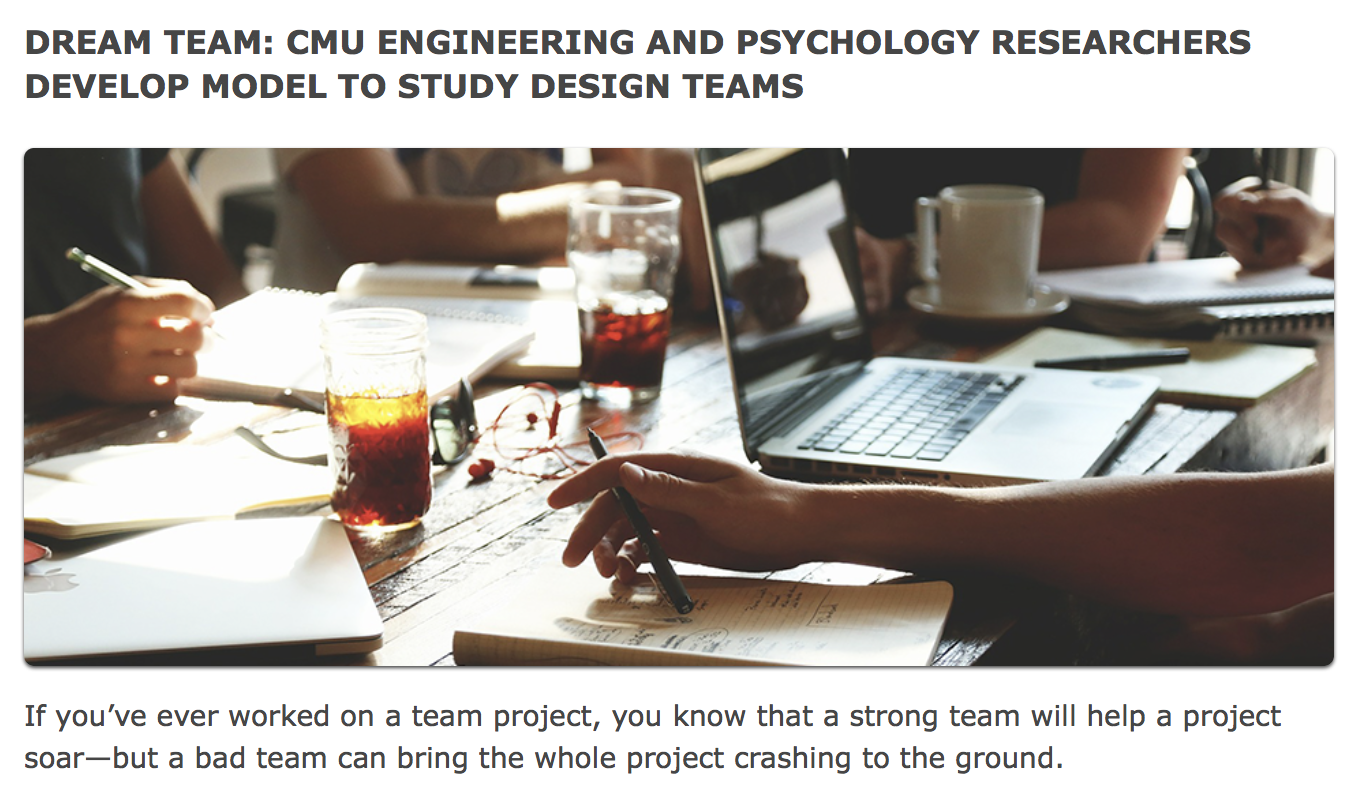 DREAM TEAM: CMU ENGINEERING AND PSYCHOLOGY RESEARCHERS
DEVELOP MODEL TO STUDY DESIGN TEAMS
If you’ve ever worked on a team project, you know that a strong team will help a project
soar—but a bad team can bring the whole project crashing to the ground.